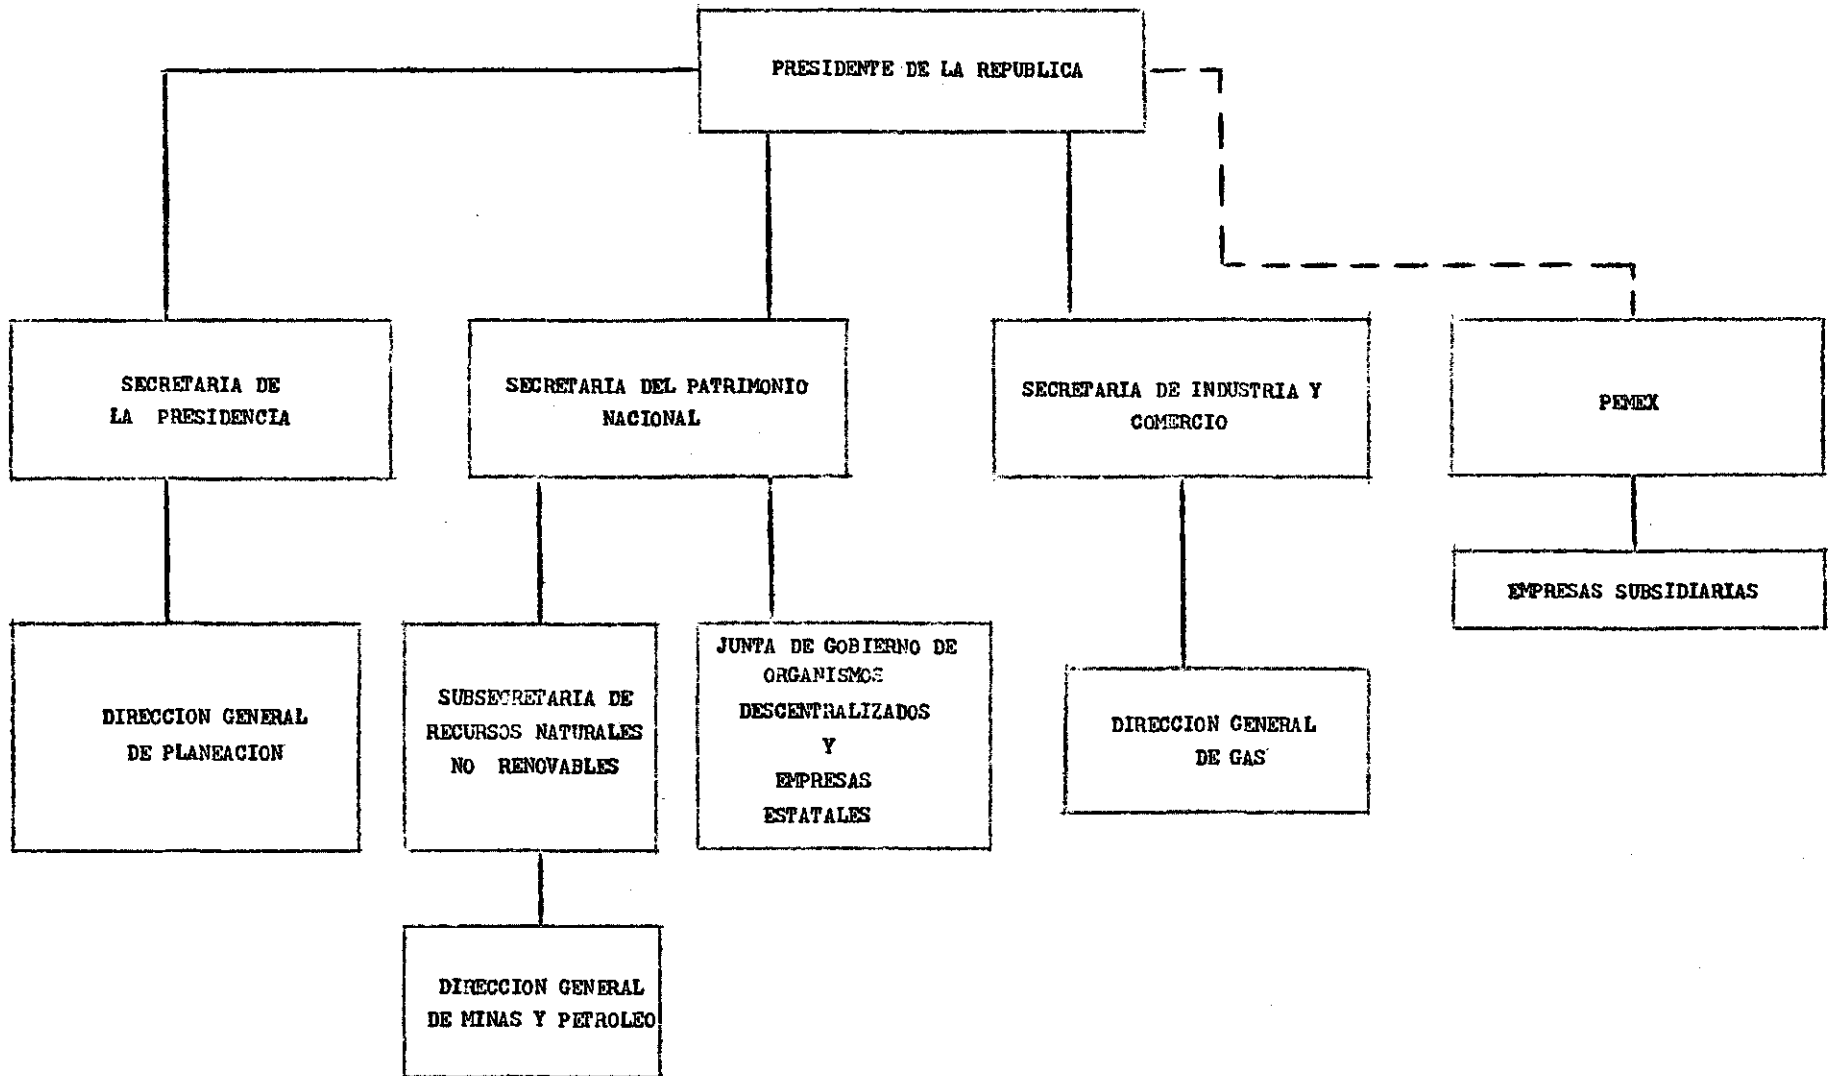 PRESIDENTE DE LA REPUBLICA
SECRETARIA DE
LA PRESIDENCIA
SECRETARIA DEL PATRIMONIO
NACIONAL
SECRETARIA DE INDUSTRIA Y
COMERCIO
PEMEX
EMPRESAS SUBSIDIARIAS
DIRECCION GENERAL
DE PLANEACION
SUBSECRETARIA DE
RECURSOS NATURALES
NO RENOVABLES
JUNTA DE GOBIERNO DE
ORGANISMOS
DESCENTRALIZADOS
Y
EMPRESAS
ESTATALES
DIRECCION GENERAL
DE GAS
DIRECCION GENERAL
DE MINAS Y PETROLEO